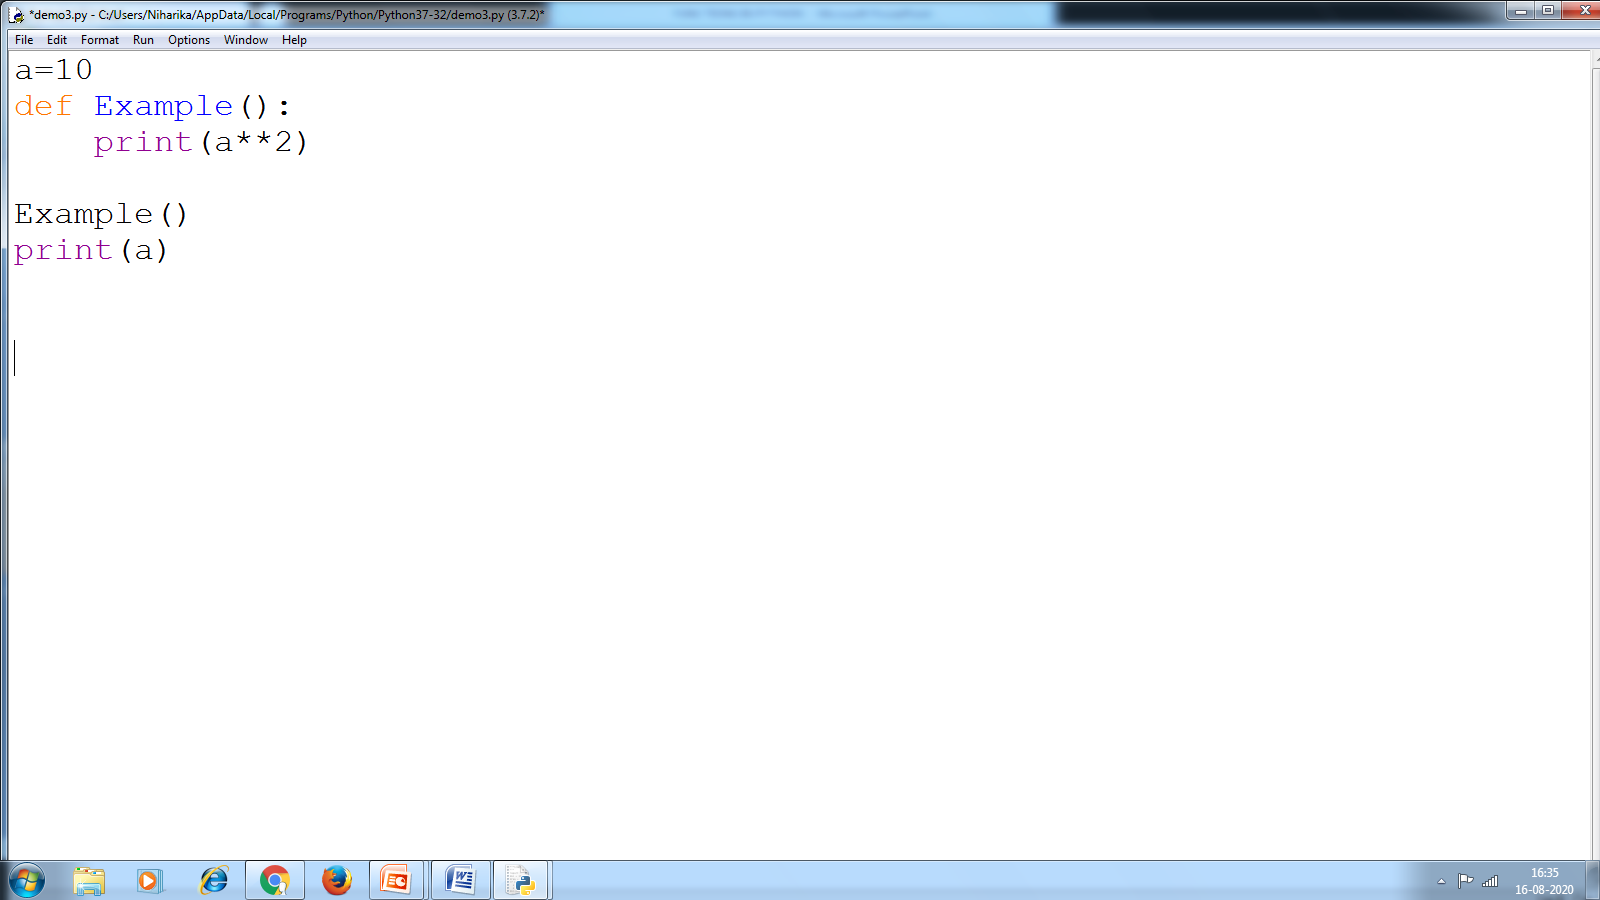 *demo3.py - C:/Users/Niharika/AppData/Local/Programs/Python/Python37-32/demo3.py (3.7.2)*
File Edit Format Run Options Window Help
a=10
def Example():
    print(a**2)
Example()
print(a)
16:35
16-08-2020